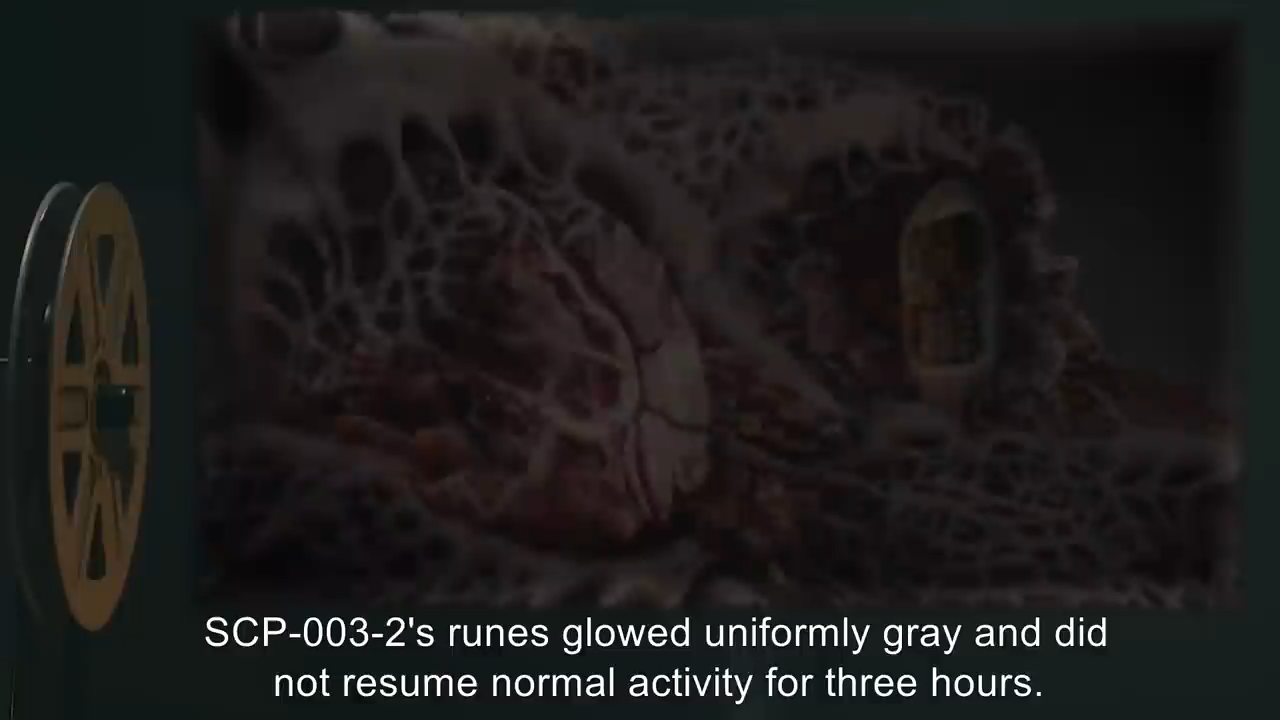 SCP-003-2's runes glowed uniformly gray and did
not resume normal activity for three hours.